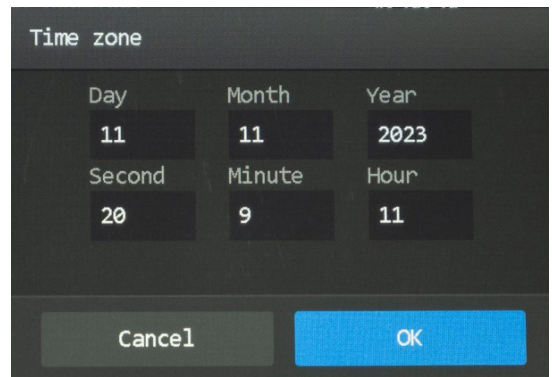 Time zone
Day Month Year
11 11 2023
Second Minute Hour
20 9 11
Cancel OK